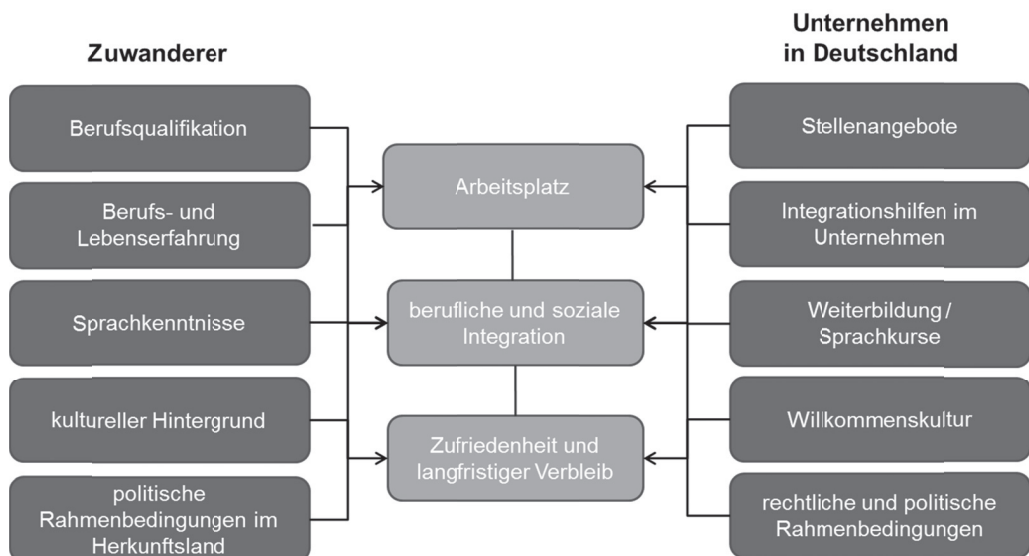 Zuwanderer
Berufsqualifikation
Berufs- und
Lebenserfahrung
Sprachkenntnisse
kultureller Hintergrund
politische
Rahmenbedingungen im
Herkunftsland
Arbeitsplatz
berufliche und soziale
Integration
Zufriedenheit und
langfristiger Verbleib
Unternehmen
in Deutschland
Stellenangebote
Integrationshilfen im
Unternehmen
Weiterbildung/
Sprachkurse
Willkommenskultur
rechtliche und politische
Rahmenbedingungen